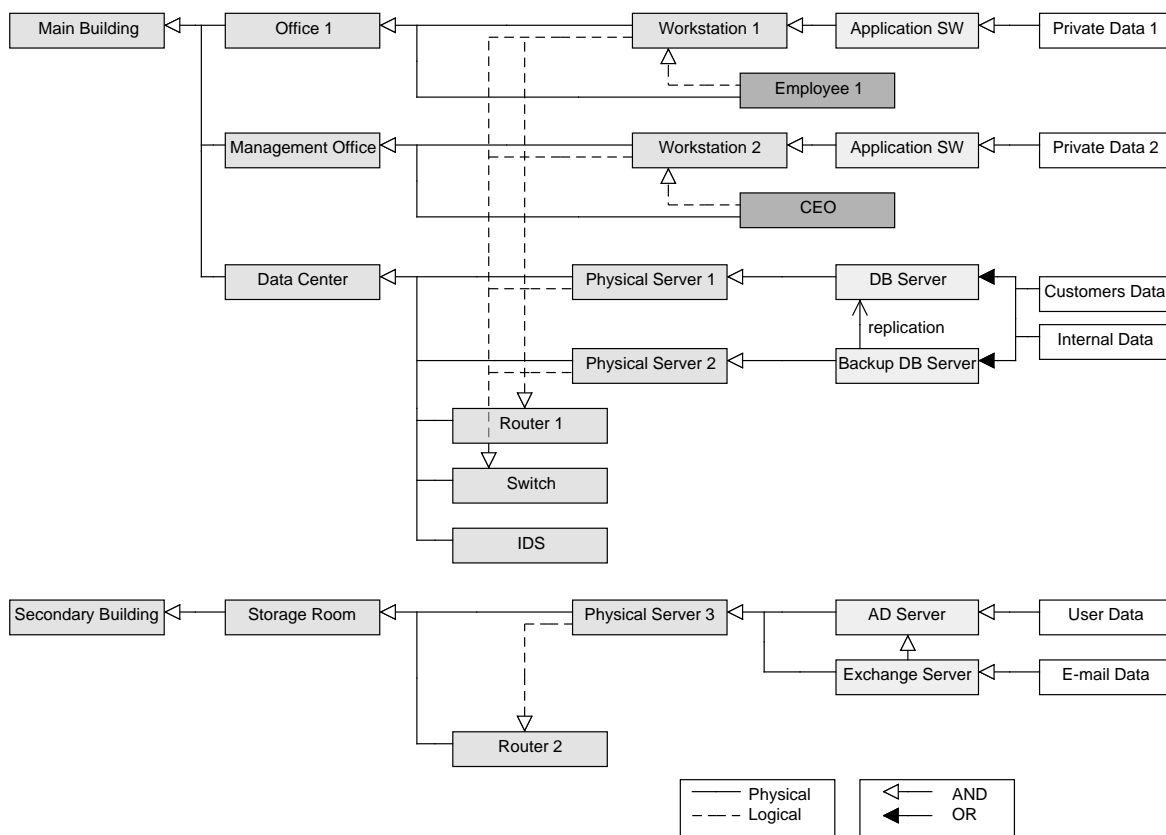 Main Building
Office 1
Workstation 1
Application SW
Private Data 1
Employee 1
Management Office
Workstation 2
Application SW
Private Data 2
CEO
Data Center
Physical Server 1
DB Server
Customers Data
replication
Internal Data
Physical Server 2
Backup DB Server
Router 1
Switch
IDS
Secondary Building
Storage Room
Physical Server 3
AD Server
User Data
Exchange Server
E-mail Data
Router 2
Physical
Logical
AND
OR